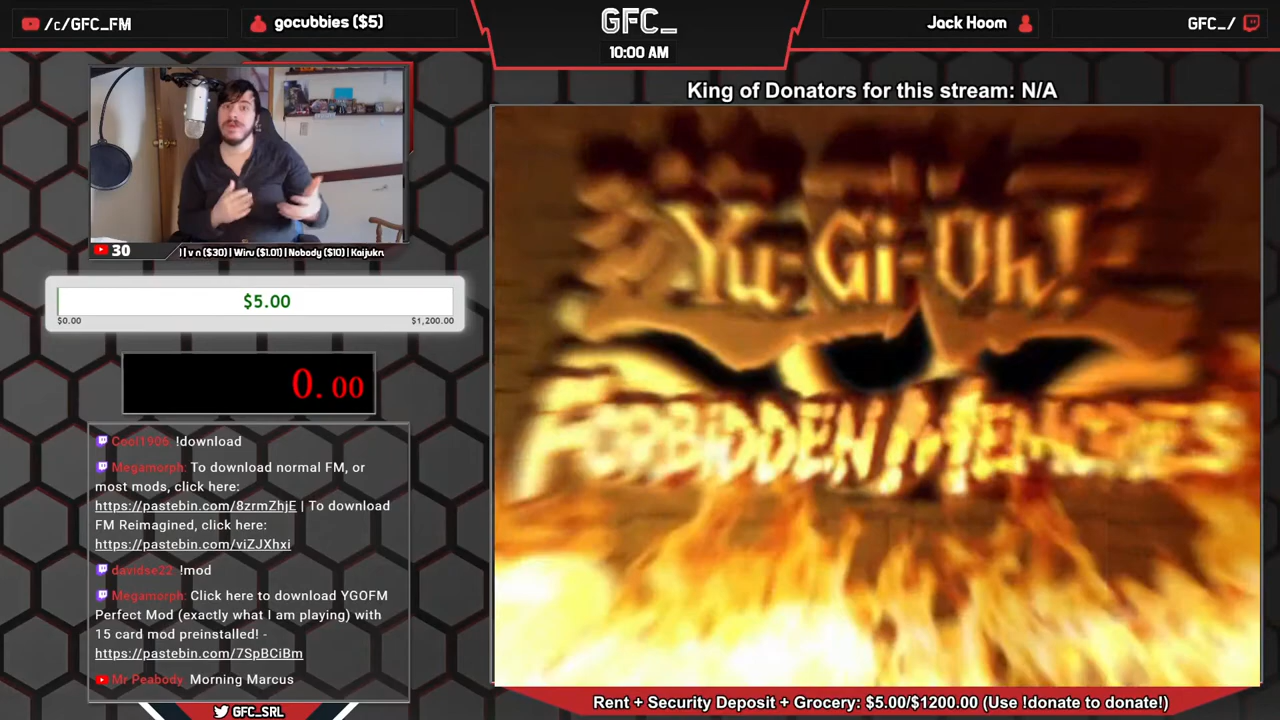 /c/GFC_FM
gocubbies ($5)
GFC_
10:00 AM
Jack Hoom
GFC_/
King of Donators for this stream: N/A
30
v n ($30) | Wiru ($1.01) | Nobody ($10) | Kaijukn
$5.00
$0.00
$1,200.00
0.00
Yu-Gi-Oh!
FORBIDDEN MEMORIES
Cool1906 !download
Megamorph: To download normal FM, or
most mods, click here:
https://pastebin.com/8zrmZhjE | To download
FM Reimagined, click here:
https://pastebin.com/viZJXhxi
davidse22 !mod
Megamorph: Click here to download YGOFM
Perfect Mod (exactly what I am playing) with
15 card mod preinstalled! -
https://pastebin.com/7SpBCiBm
Mr Peabody Morning Marcus
GFC_SRL
Rent + Security Deposit + Grocery: $5.00/$1200.00 (Use !donate to donate!)